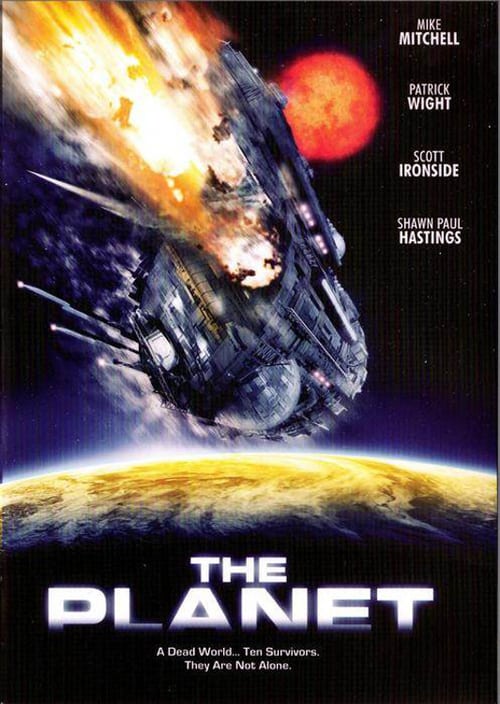 MIKE
MITCHELL
PATRICK
WIGHT
SCOTT
IRONSIDE
SHAWN PAUL
HASTINGS
THE
PLANET
A Dead World... Ten Survivors.
They Are Not Alone.